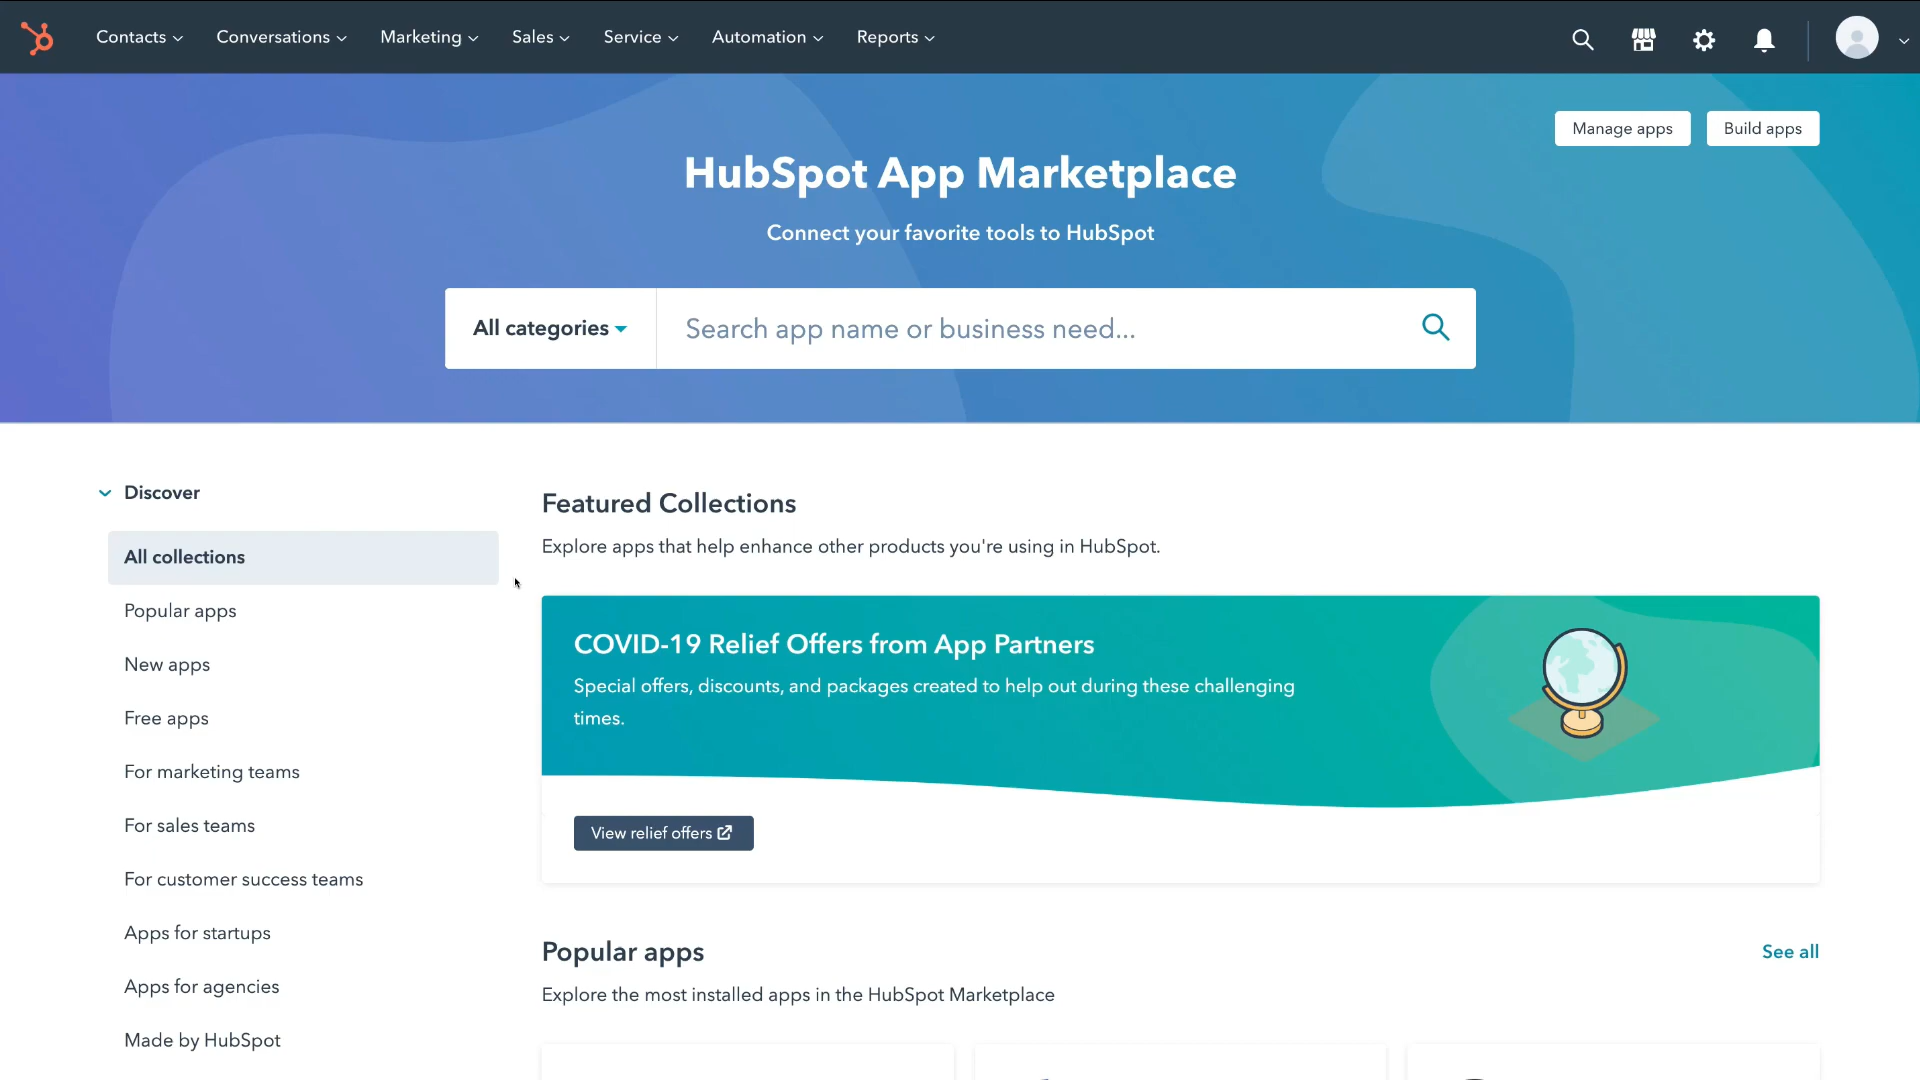 Contacts
Conversations
Marketing
Sales
Service
Automation
Reports
Manage apps
Build apps
HubSpot App Marketplace
Connect your favorite tools to HubSpot
All categories
Search app name or business need...
Discover
All collections
Popular apps
New apps
Free apps
For marketing teams
For sales teams
For customer success teams
Apps for startups
Apps for agencies
Made by HubSpot
Featured Collections
Explore apps that help enhance other products you're using in HubSpot.
COVID-19 Relief Offers from App Partners
Special offers, discounts, and packages created to help out during these challenging
times.
View relief offers
Popular apps
See all
Explore the most installed apps in the HubSpot Marketplace